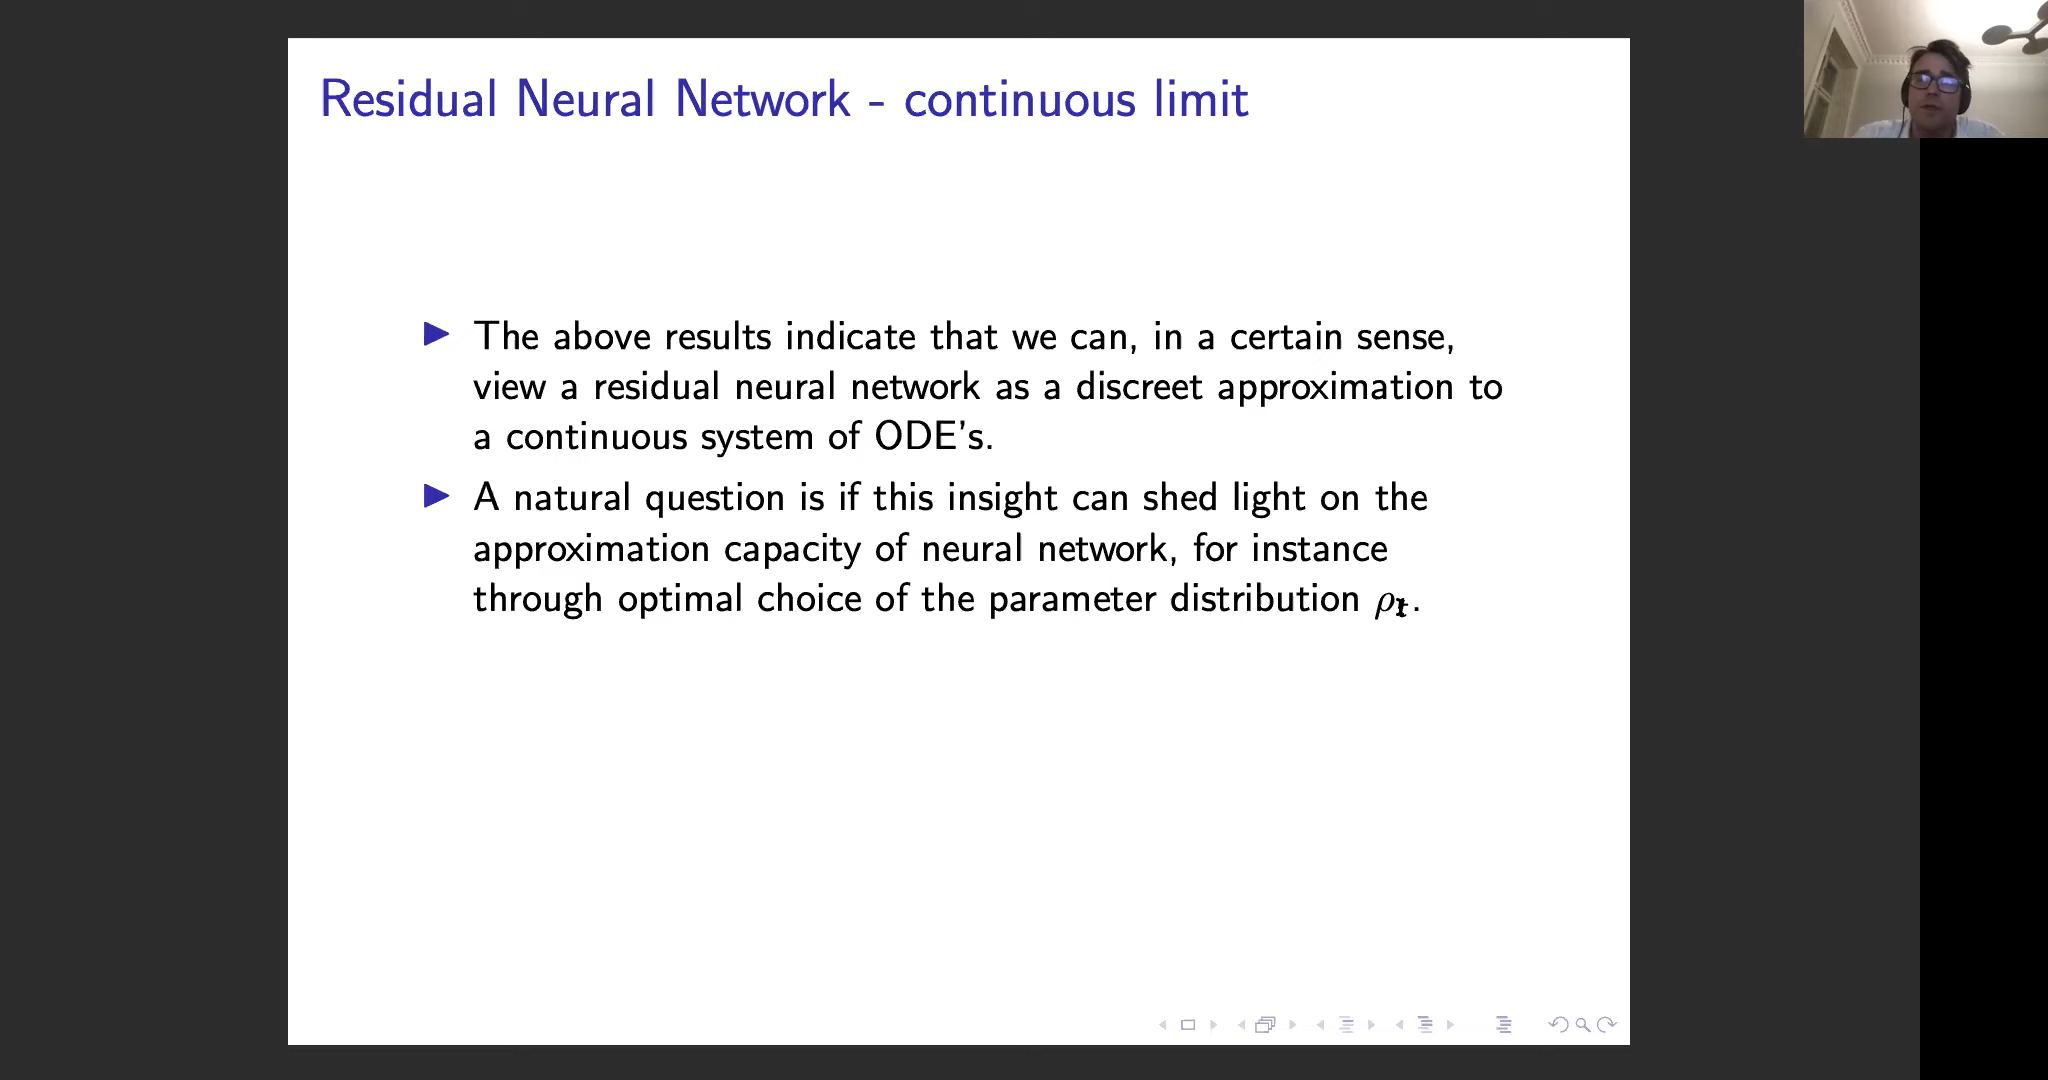 Residual Neural Network - continuous limit
The above results indicate that we can, in a certain sense,
view a residual neural network as a discreet approximation to
a continuous system of ODE's.
A natural question is if this insight can shed light on the
approximation capacity of neural network, for instance
through optimal choice of the parameter distribution ρₜ.